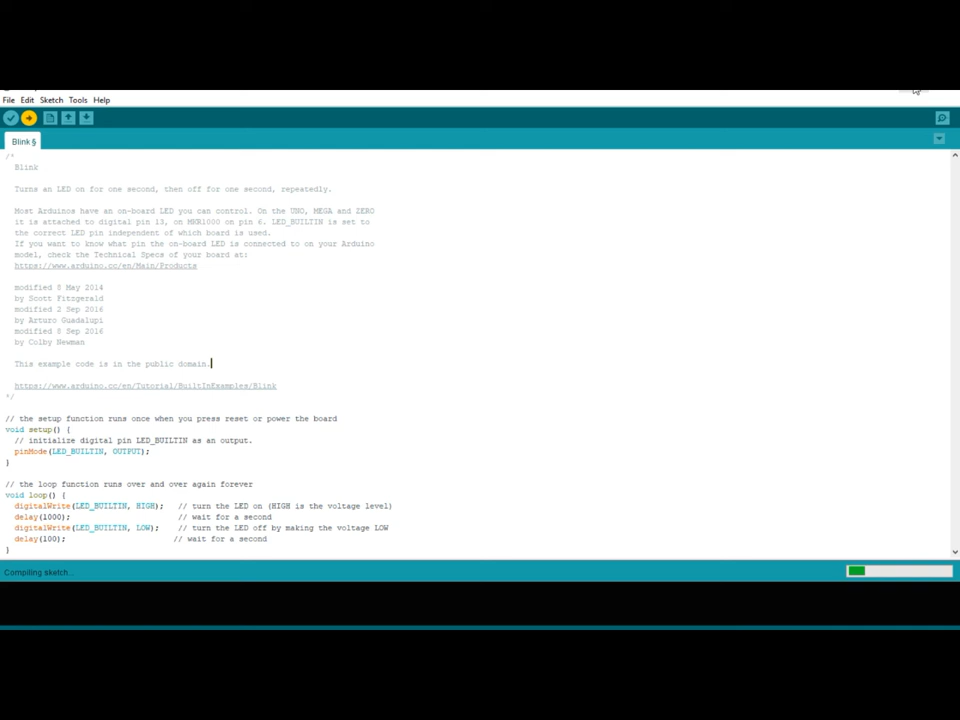 File Edit Sketch Tools Help
Blink §
/*
Blink
Turns an LED on for one second, then off for one second, repeatedly.
Most Arduinos have an on-board LED you can control. On the UNO, MEGA and ZERO
it is attached to digital pin 13, on MKR1000 on pin 6. LED_BUILTIN is set to
the correct LED pin independent of which board is used.
If you want to know what pin the on-board LED is connected to on your Arduino
model, check the Technical Specs of your board at:
https://www.arduino.cc/en/Main/Products
modified 8 May 2014
by Scott Fitzgerald
modified 2 Sep 2016
by Arturo Guadalupi
modified 8 Sep 2016
by Colby Newman
This example code is in the public domain.
https://www.arduino.cc/en/Tutorial/BuiltInExamples/Blink
*/
// the setup function runs once when you press reset or power the board
void setup() {
// initialize digital pin LED_BUILTIN as an output.
pinMode(LED_BUILTIN, OUTPUT);
}
// the loop function runs over and over again forever
void loop() {
digitalWrite(LED_BUILTIN, HIGH); // turn the LED on (HIGH is the voltage level)
delay(1000); // wait for a second
digitalWrite(LED_BUILTIN, LOW); // turn the LED off by making the voltage LOW
delay(100); // wait for a second
}
Compiling sketch...